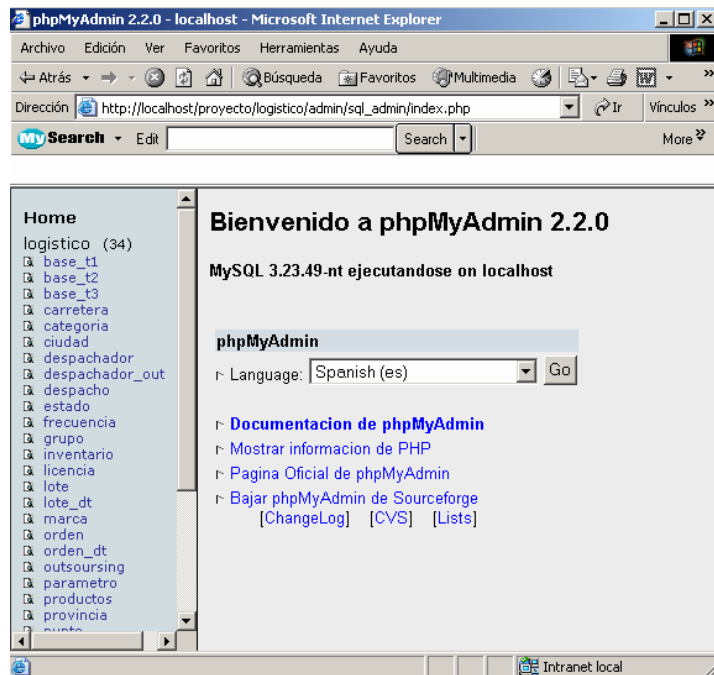 phpMyAdmin 2.2.0 - localhost - Microsoft Internet Explorer
Archivo Edición Ver Favoritos Herramientas Ayuda
Atrás Búsqueda Favoritos Multimedia
Dirección http://localhost/proyecto/logistico/admin/sql_admin/index.php Ir Vínculos »
My Search Edit Search More
Home
logistico (34)
base_t1
base_t2
base_t3
carretera
categoria
ciudad
despachador
despachador_out
despacho
estado
frecuencia
grupo
inventario
licencia
lote
lote_dt
marca
orden
orden_dt
outsoursing
parametro
productos
provincia
Bienvenido a phpMyAdmin 2.2.0
MySQL 3.23.49-nt ejecutandose on localhost
phpMyAdmin
Language: Spanish (es) Go
Documentacion de phpMyAdmin
Mostrar informacion de PHP
Pagina Oficial de phpMyAdmin
Bajar phpMyAdmin de Sourceforge
[ChangeLog] [CVS] [Lists]
Intranet local